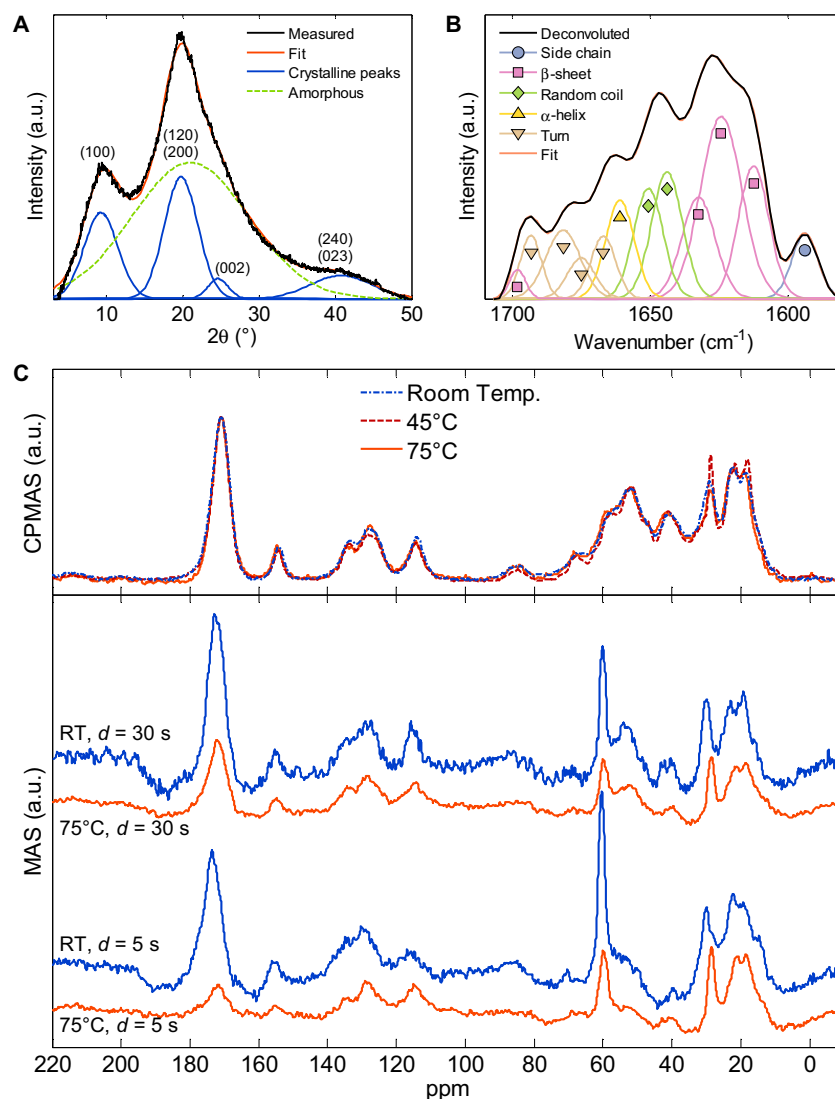 A
Measured
Fit
Crystalline peaks
Amorphous
(100)
(120)
(200)
(002)
(240)
(023)
Intensity (a.u.)
10 20 30 40 50
2θ (°)
B
Deconvoluted
Side chain
β-sheet
Random coil
α-helix
Turn
Fit
Intensity (a.u.)
1700 1650 1600
Wavenumber (cm⁻¹)
C
Room Temp.
45°C
75°C
CPMAS (a.u.)
RT, d = 30 s
75°C, d = 30 s
RT, d = 5 s
75°C, d = 5 s
MAS (a.u.)
220 200 180 160 140 120 100 80 60 40 20 0
ppm